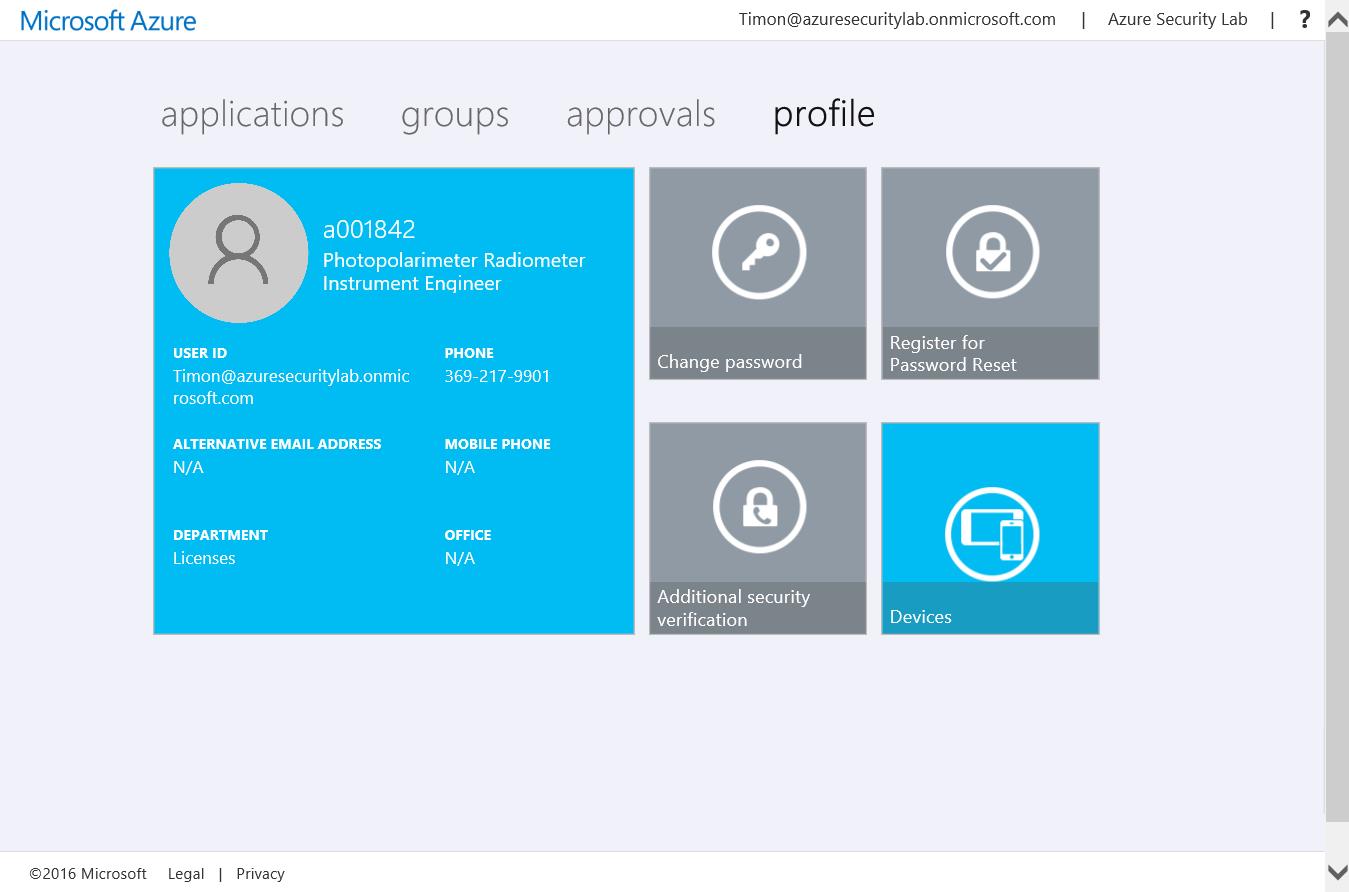 Microsoft Azure
Timon@azuresecuritylab.onmicrosoft.com | Azure Security Lab | ?
applications groups approvals profile
a001842
Photopolarimeter Radiometer
Instrument Engineer
USER ID
Timon@azuresecuritylab.onmic
rosoft.com
PHONE
369-217-9901
ALTERNATIVE EMAIL ADDRESS
N/A
MOBILE PHONE
N/A
DEPARTMENT
Licenses
OFFICE
N/A
Change password
Register for
Password Reset
Additional security
verification
Devices
©2016 Microsoft Legal | Privacy